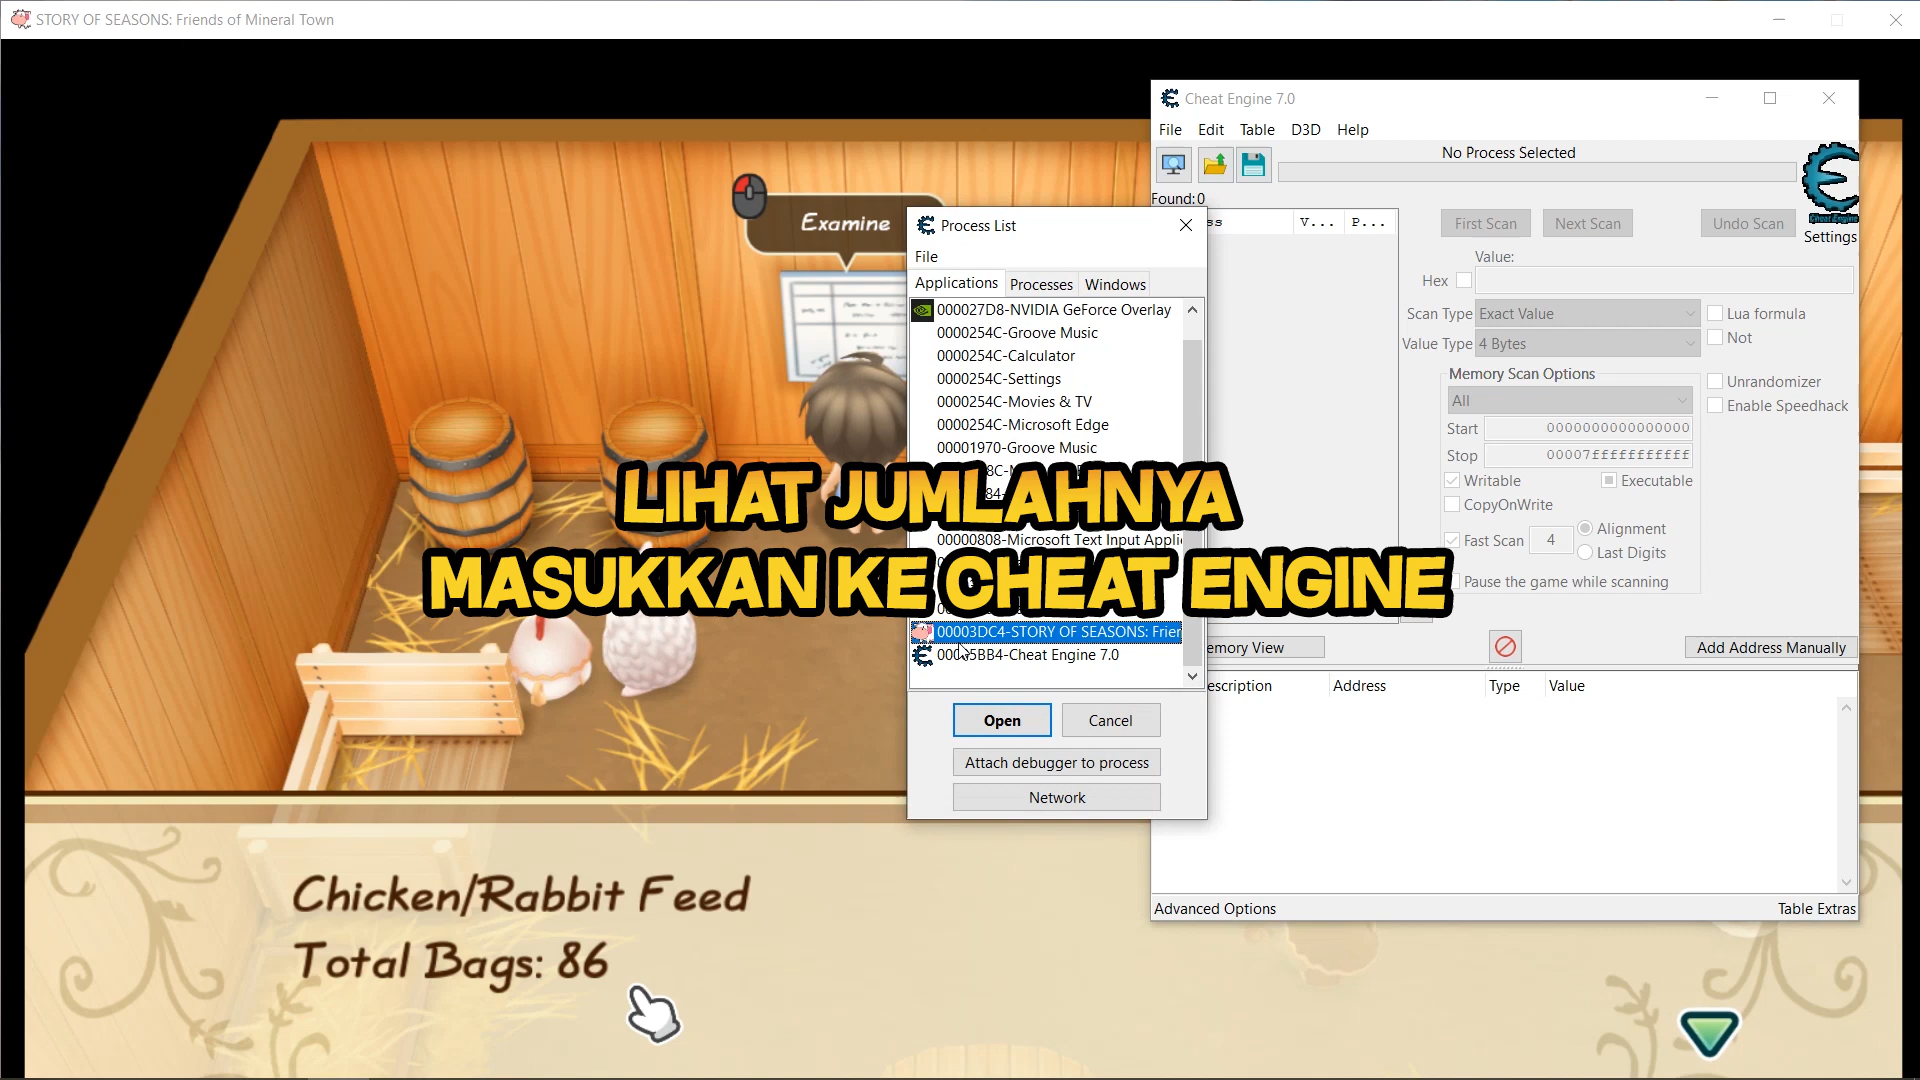 STORY OF SEASONS: Friends of Mineral Town
Cheat Engine 7.0
File Edit Table D3D Help
No Process Selected
Found: 0
Examine
Process List
File
Applications Processes Windows
000027D8-NVIDIA GeForce Overlay
0000254C-Groove Music
0000254C-Calculator
0000254C-Settings
0000254C-Movies & TV
0000254C-Microsoft Edge
00001970-Groove Music
00000808-Microsoft Text Input Appli
00003DC4-STORY OF SEASONS: Frier
BB4-Cheat Engine 7.0
Open Cancel
Attach debugger to process
Network
V... P...
First Scan Next Scan Undo Scan
Cheat Engine
Settings
Value:
Hex
Scan Type Exact Value Lua formula
Value Type 4 Bytes Not
Memory Scan Options
All
Unrandomizer
Enable Speedhack
Start 0000000000000000
Stop 00007fffffffffff
Writable Executable
CopyOnWrite
Fast Scan 4 Alignment
Last Digits
Pause the game while scanning
LIHAT JUMLAHNYA
MASUKKAN KE CHEAT ENGINE
emory View Add Address Manually
escription Address Type Value
Advanced Options Table Extras
Chicken/Rabbit Feed
Total Bags: 86